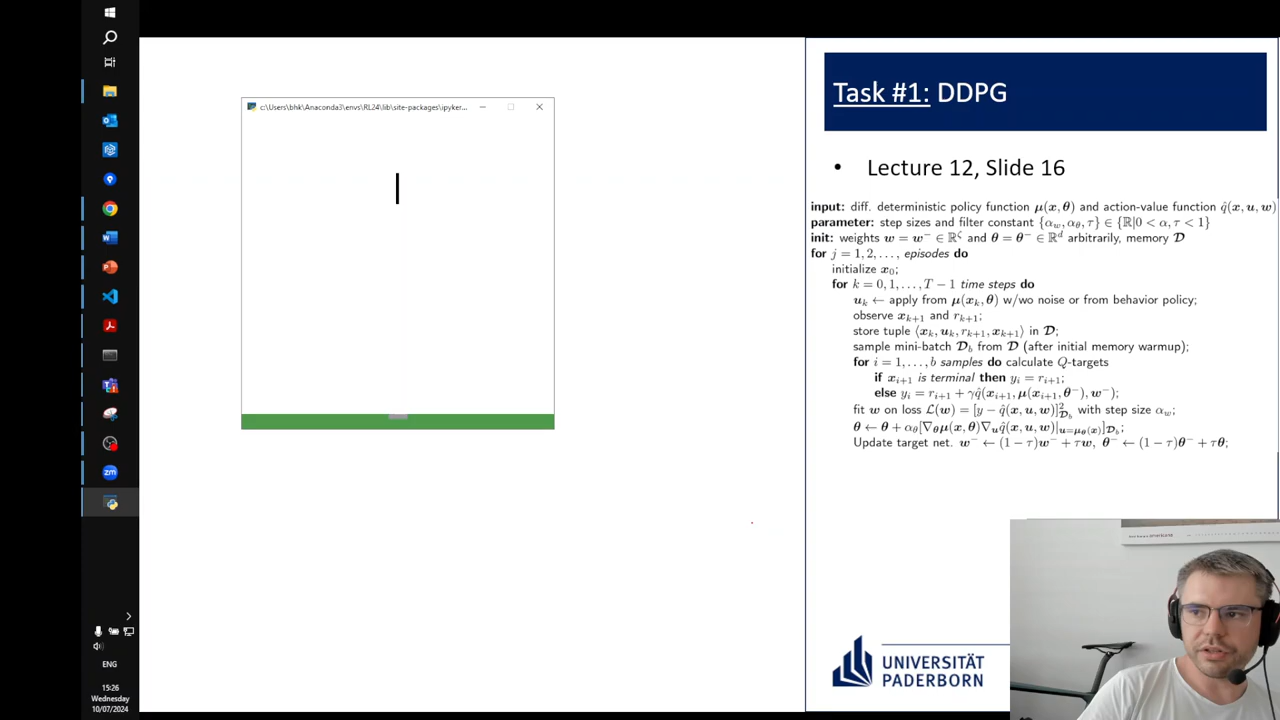 c:\Users\bhk\Anaconda3\envs\RL24\lib\site-packages\ipyker...
Task #1: DDPG
• Lecture 12, Slide 16
input: diff. deterministic policy function μ(x, θ) and action-value function q̂(x, u, w)
parameter: step sizes and filter constant {α_w, α_θ, τ} ∈ {ℝ|0 < α, τ < 1}
init: weights w = w⁻ ∈ ℝ^ζ and θ = θ⁻ ∈ ℝ^d arbitrarily, memory 𝒟
for j = 1, 2, . . . , episodes do
initialize x₀;
for k = 0, 1, . . . , T − 1 time steps do
u_k ← apply from μ(x_k, θ) w/wo noise or from behavior policy;
observe x_{k+1} and r_{k+1};
store tuple ⟨x_k, u_k, r_{k+1}, x_{k+1}⟩ in 𝒟;
sample mini-batch 𝒟_b from 𝒟 (after initial memory warmup);
for i = 1, . . . , b samples do calculate Q-targets
if x_{i+1} is terminal then y_i = r_{i+1};
else y_i = r_{i+1} + γq̂(x_{i+1}, μ(x_{i+1}, θ⁻), w⁻);
fit w on loss ℒ(w) = [y − q̂(x, u, w)]²_{𝒟_b} with step size α_w;
θ ← θ + α_θ[∇_θμ(x, θ)∇_u q̂(x, u, w)|_{u=μ_θ(x)}]_{𝒟_b};
Update target net. w⁻ ← (1 − τ)w⁻ + τw, θ⁻ ← (1 − τ)θ⁻ + τθ;
UNIVERSITÄT
PADERBORN
zm
ENG
15:26
Wednesday
10/07/2024